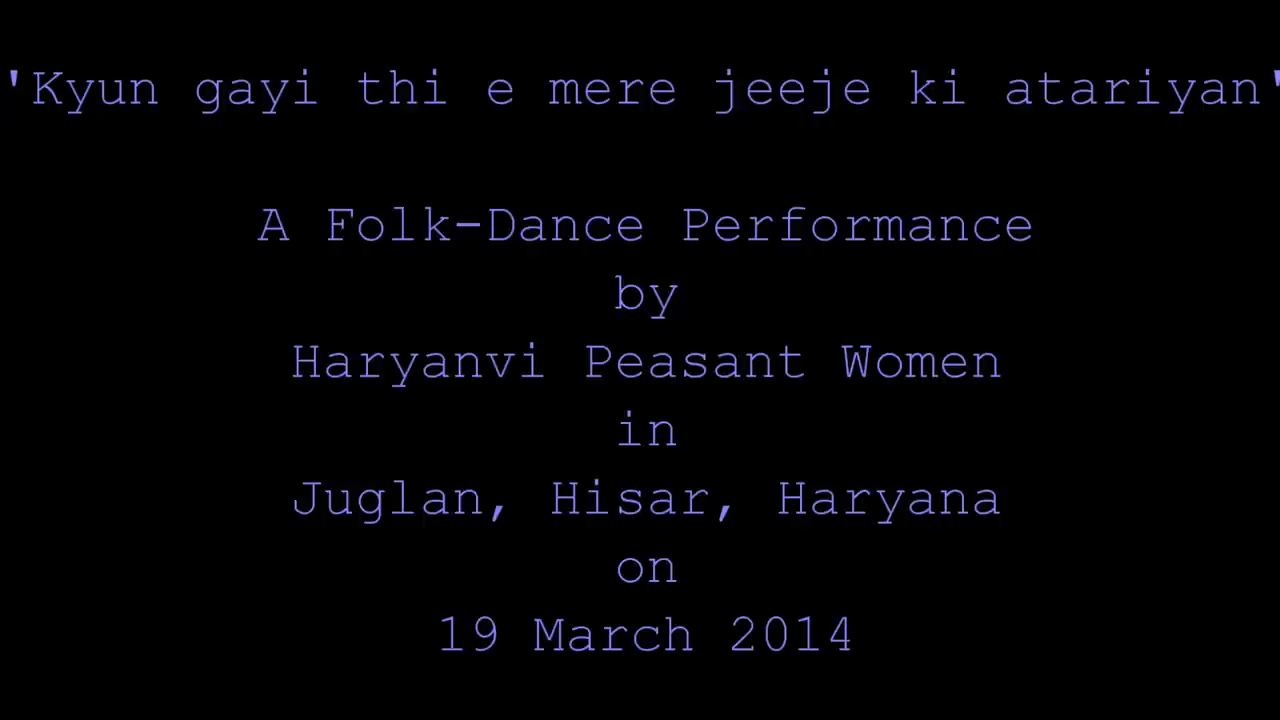 'Kyun gayi thi e mere jeeje ki atariyan'
A Folk-Dance Performance
by
Haryanvi Peasant Women
in
Juglan, Hisar, Haryana
on
19 March 2014